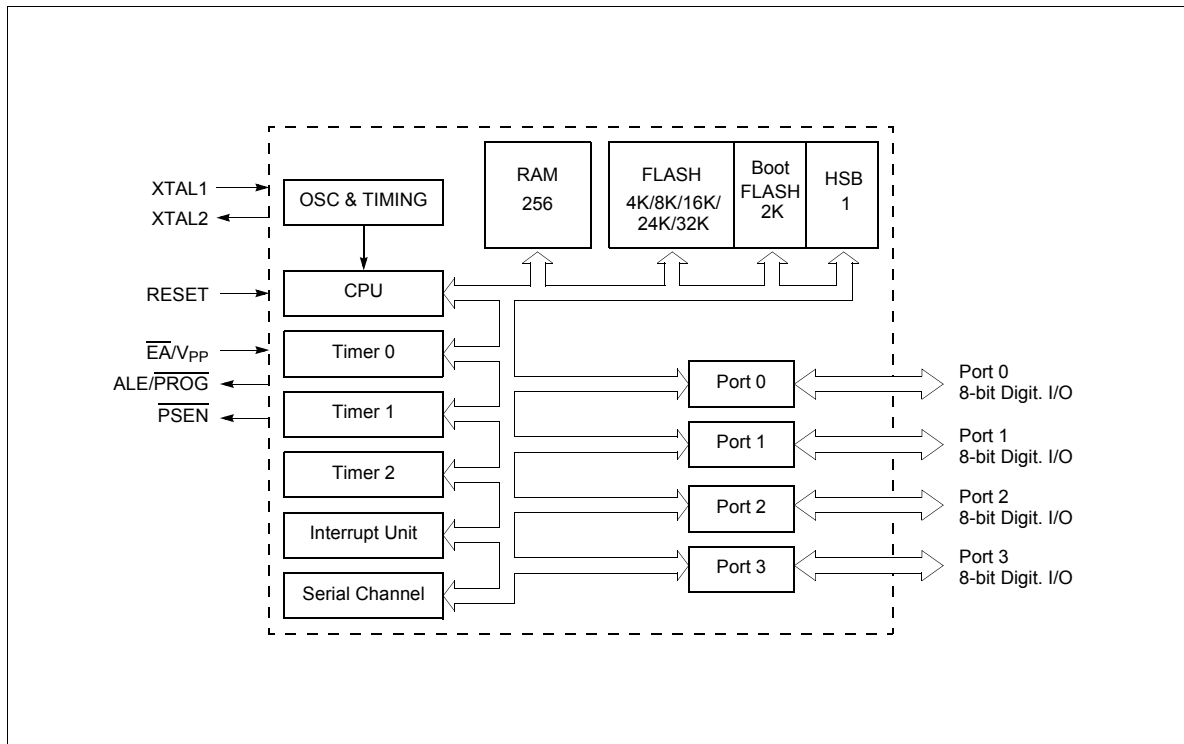 XTAL1
XTAL2
RESET
E̅A̅/VPP
ALE/P̅R̅O̅G̅
P̅S̅E̅N̅
OSC & TIMING
CPU
Timer 0
Timer 1
Timer 2
Interrupt Unit
Serial Channel
RAM
256
FLASH
4K/8K/16K/
24K/32K
Boot
FLASH
2K
HSB
1
Port 0
Port 1
Port 2
Port 3
Port 0
8-bit Digit. I/O
Port 1
8-bit Digit. I/O
Port 2
8-bit Digit. I/O
Port 3
8-bit Digit. I/O